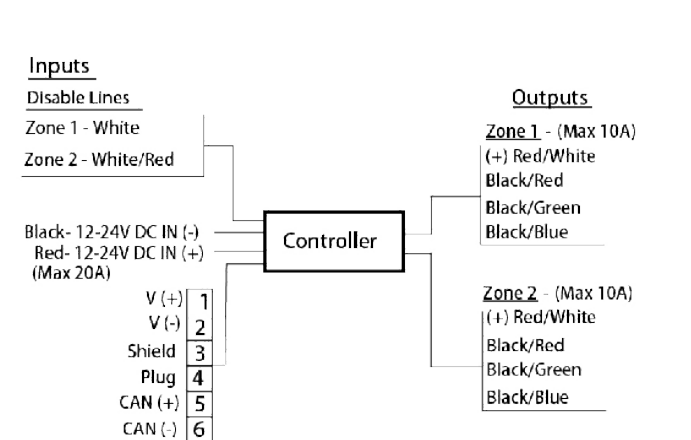 Inputs
Disable Lines
Zone 1 - White
Zone 2 - White/Red
Black- 12-24V DC IN (-)
Red- 12-24V DC IN (+)
(Max 20A)
V (+) 1
V (-) 2
Shield 3
Plug 4
CAN (+) 5
CAN (-) 6
Controller
Outputs
Zone 1 - (Max 10A)
(+) Red/White
Black/Red
Black/Green
Black/Blue
Zone 2 - (Max 10A)
(+) Red/White
Black/Red
Black/Green
Black/Blue